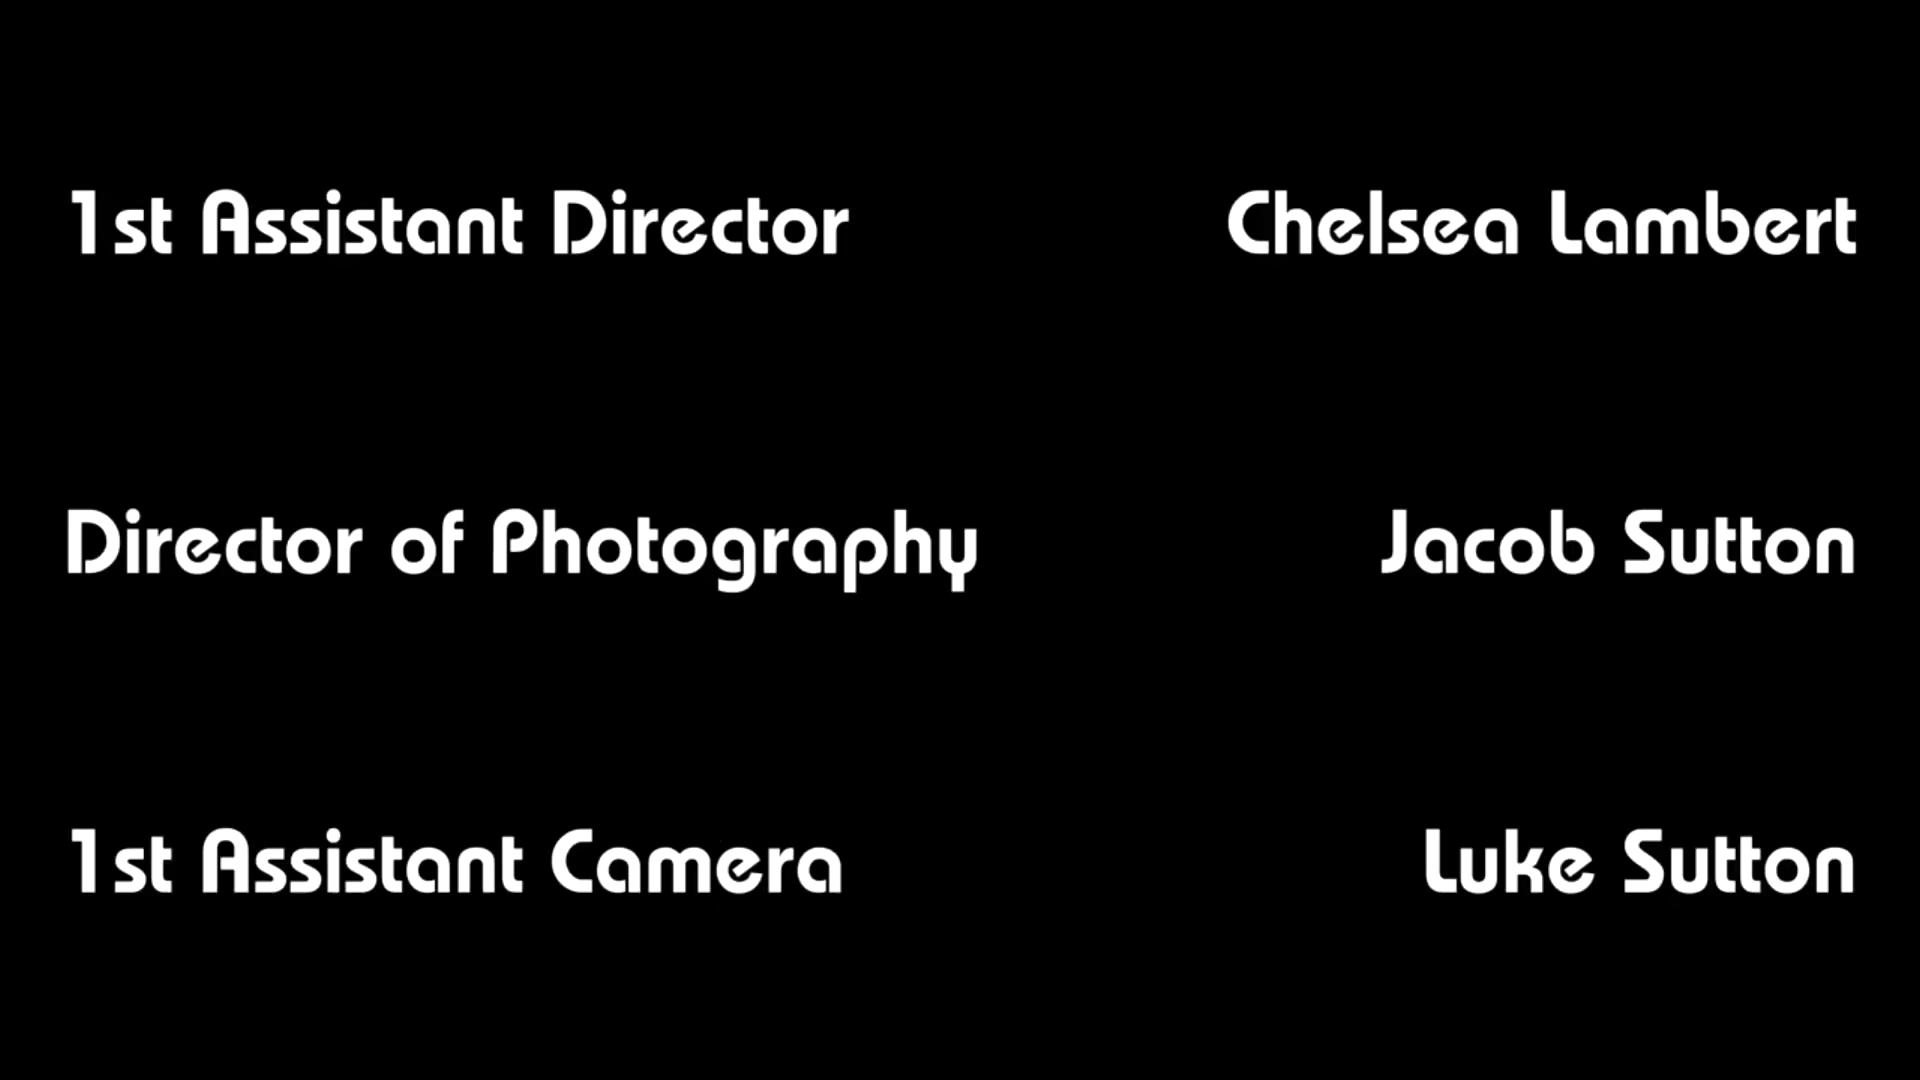 1st Assistant Director Chelsea Lambert
Director of Photography Jacob Sutton
1st Assistant Camera Luke Sutton